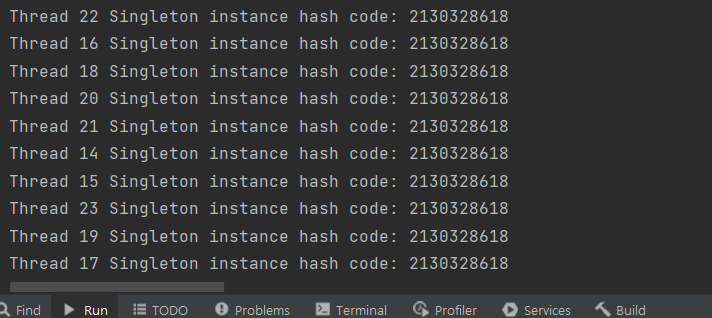 Thread 22 Singleton instance hash code: 2130328618
Thread 16 Singleton instance hash code: 2130328618
Thread 18 Singleton instance hash code: 2130328618
Thread 20 Singleton instance hash code: 2130328618
Thread 21 Singleton instance hash code: 2130328618
Thread 14 Singleton instance hash code: 2130328618
Thread 15 Singleton instance hash code: 2130328618
Thread 23 Singleton instance hash code: 2130328618
Thread 19 Singleton instance hash code: 2130328618
Thread 17 Singleton instance hash code: 2130328618
Find Run TODO Problems Terminal Profiler Services Build